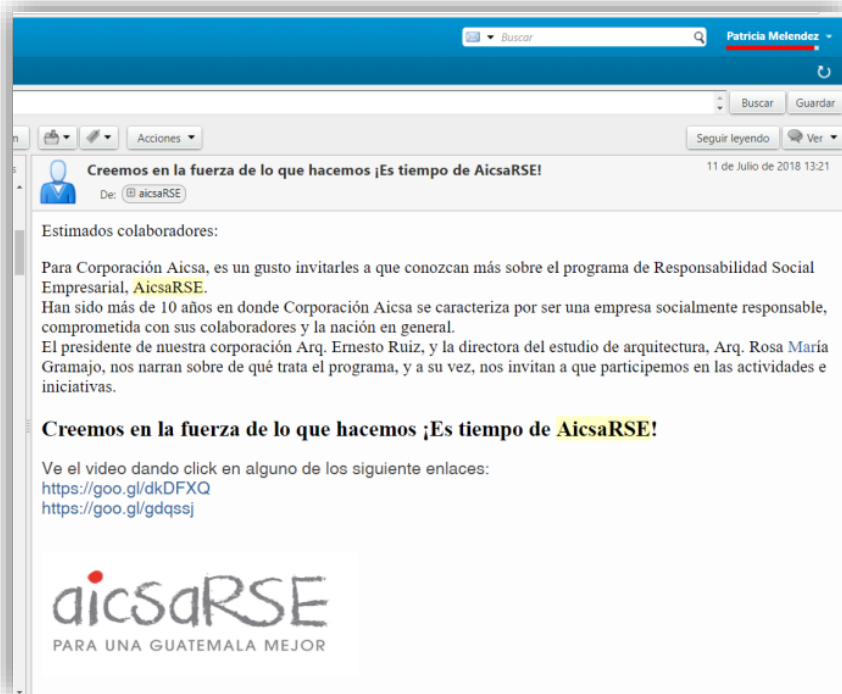 Buscar
Patricia Melendez
Buscar Guardar
n Acciones Seguir leyendo Ver
s
Creemos en la fuerza de lo que hacemos ¡Es tiempo de AicsaRSE! 11 de Julio de 2018 13:21
De: aicsaRSE
Estimados colaboradores:
Para Corporación Aicsa, es un gusto invitarles a que conozcan más sobre el programa de Responsabilidad Social
Empresarial, AicsaRSE.
Han sido más de 10 años en donde Corporación Aicsa se caracteriza por ser una empresa socialmente responsable,
comprometida con sus colaboradores y la nación en general.
El presidente de nuestra corporación Arq. Ernesto Ruiz, y la directora del estudio de arquitectura, Arq. Rosa María
Gramajo, nos narran sobre de qué trata el programa, y a su vez, nos invitan a que participemos en las actividades e
iniciativas.
Creemos en la fuerza de lo que hacemos ¡Es tiempo de AicsaRSE!
Ve el video dando click en alguno de los siguiente enlaces:
https://goo.gl/dkDFXQ
https://goo.gl/gdqssj
aicsaRSE
PARA UNA GUATEMALA MEJOR